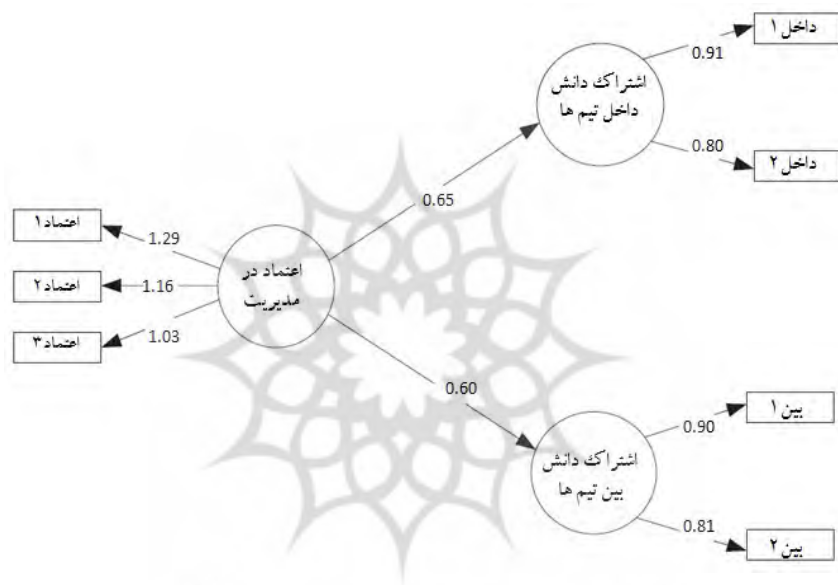 داخل ۱
0.91
اشتراک دانش
داخل تیم ها
0.80
داخل ۲
0.65
اعتماد ۱
1.29
اعتماد در
مدیریت
اعتماد ۲
1.16
اعتماد ۳
1.03
0.60
بین ۱
0.90
اشتراک دانش
بین تیم ها
0.81
بین ۲